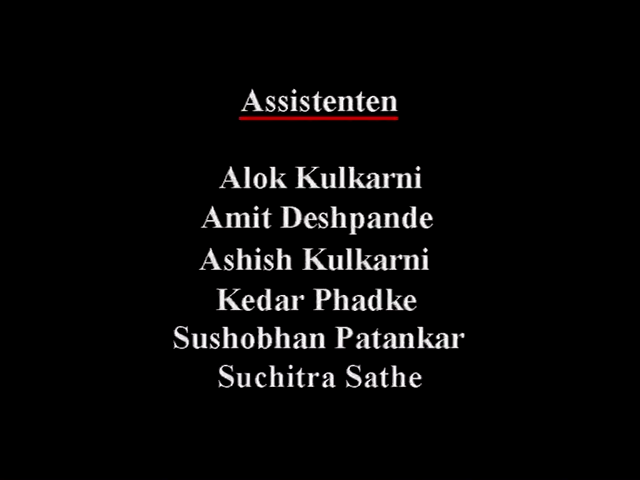 Assistenten
Alok Kulkarni
Amit Deshpande
Ashish Kulkarni
Kedar Phadke
Sushobhan Patankar
Suchitra Sathe